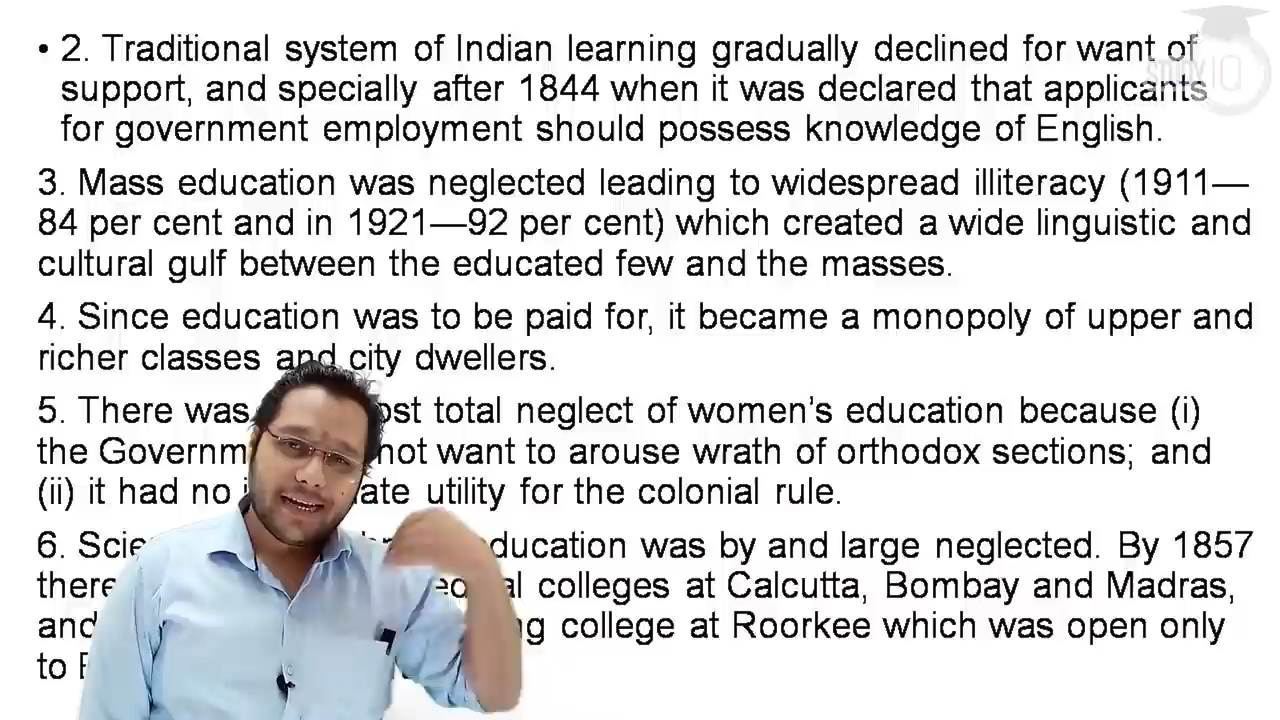 • 2. Traditional system of Indian learning gradually declined for want of
support, and specially after 1844 when it was declared that applicants
for government employment should possess knowledge of English.
3. Mass education was neglected leading to widespread illiteracy (1911—
84 per cent and in 1921—92 per cent) which created a wide linguistic and
cultural gulf between the educated few and the masses.
4. Since education was to be paid for, it became a monopoly of upper and
richer classes and city dwellers.
5. There was total neglect of women's education because (i)
the not want to arouse wrath of orthodox sections; and
(ii) it had no utility for the colonial rule.
6. education was by and large neglected. By 1857
there colleges at Calcutta, Bombay and Madras,
and college at Roorkee which was open only
to
STUDY IQ